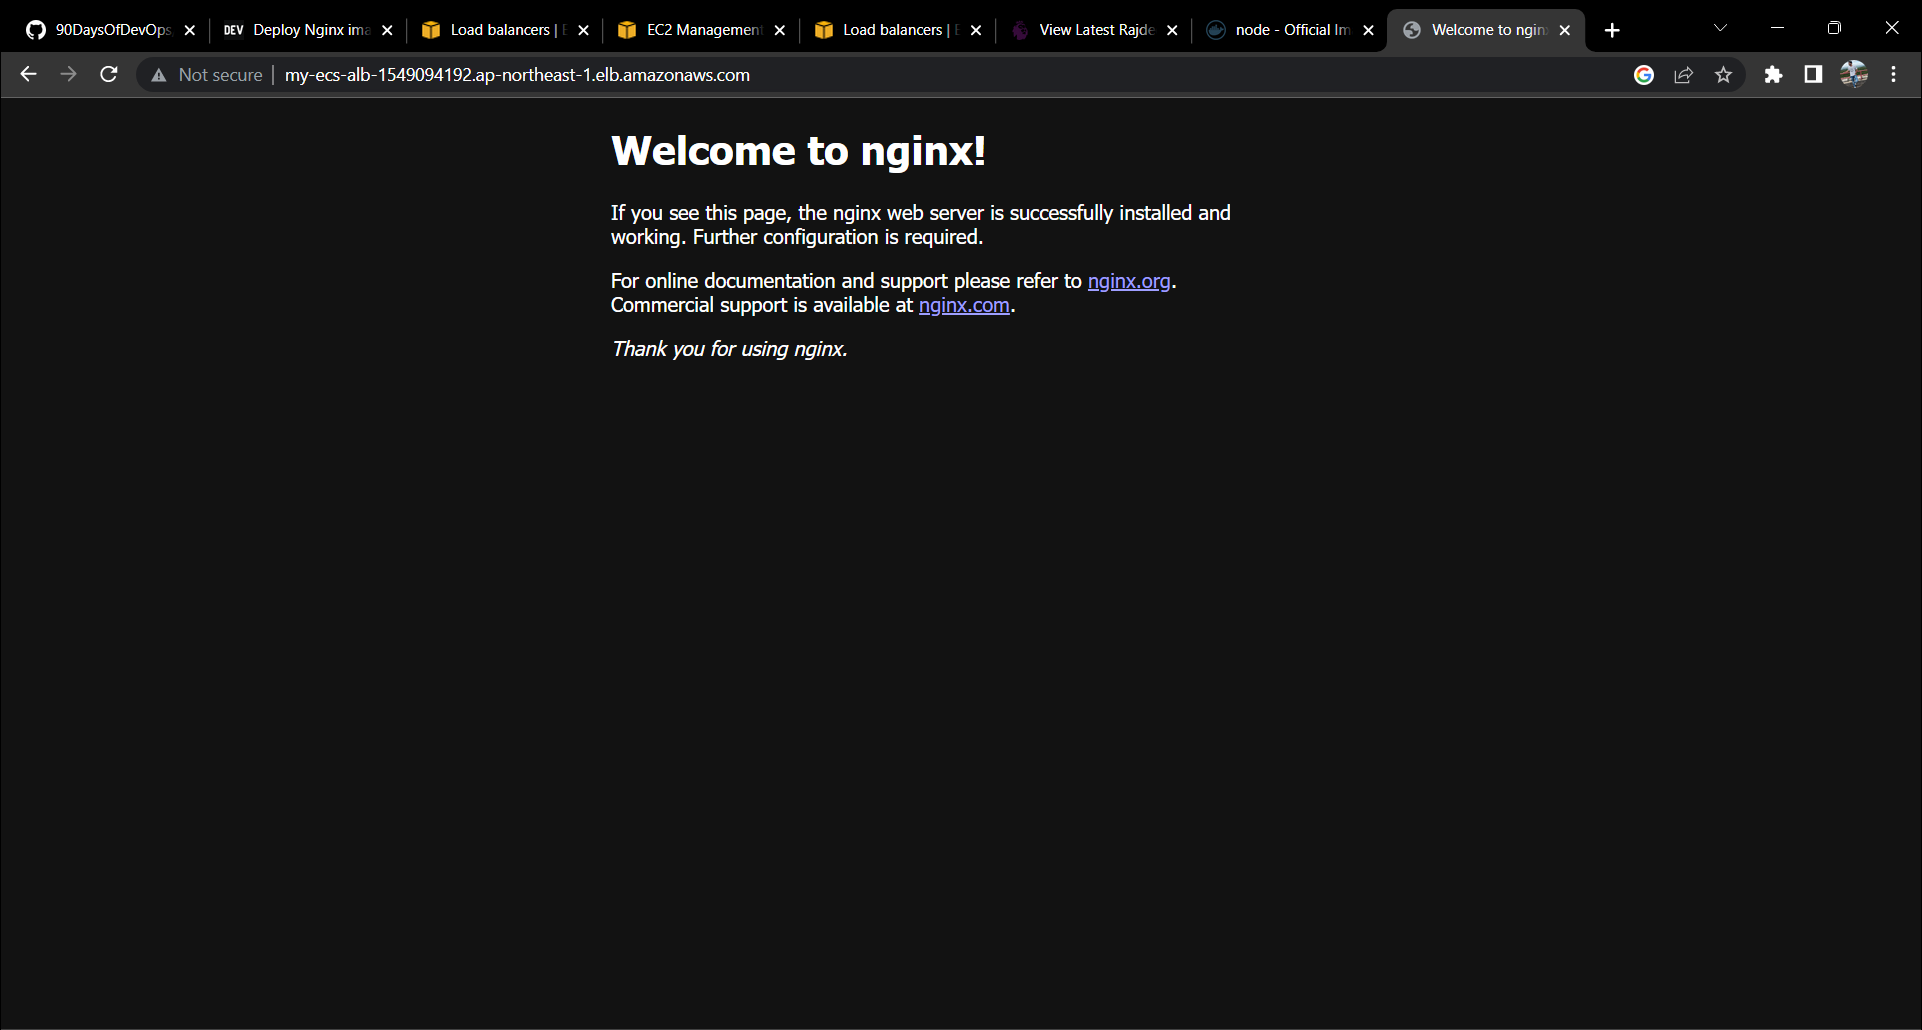 90DaysOfDevOps
DEV Deploy Nginx ima
Load balancers | E
EC2 Management
Load balancers | E
View Latest Rajde
node - Official Im
Welcome to ngin
Not secure | my-ecs-alb-1549094192.ap-northeast-1.elb.amazonaws.com
Welcome to nginx!
If you see this page, the nginx web server is successfully installed and
working. Further configuration is required.
For online documentation and support please refer to nginx.org.
Commercial support is available at nginx.com.
Thank you for using nginx.